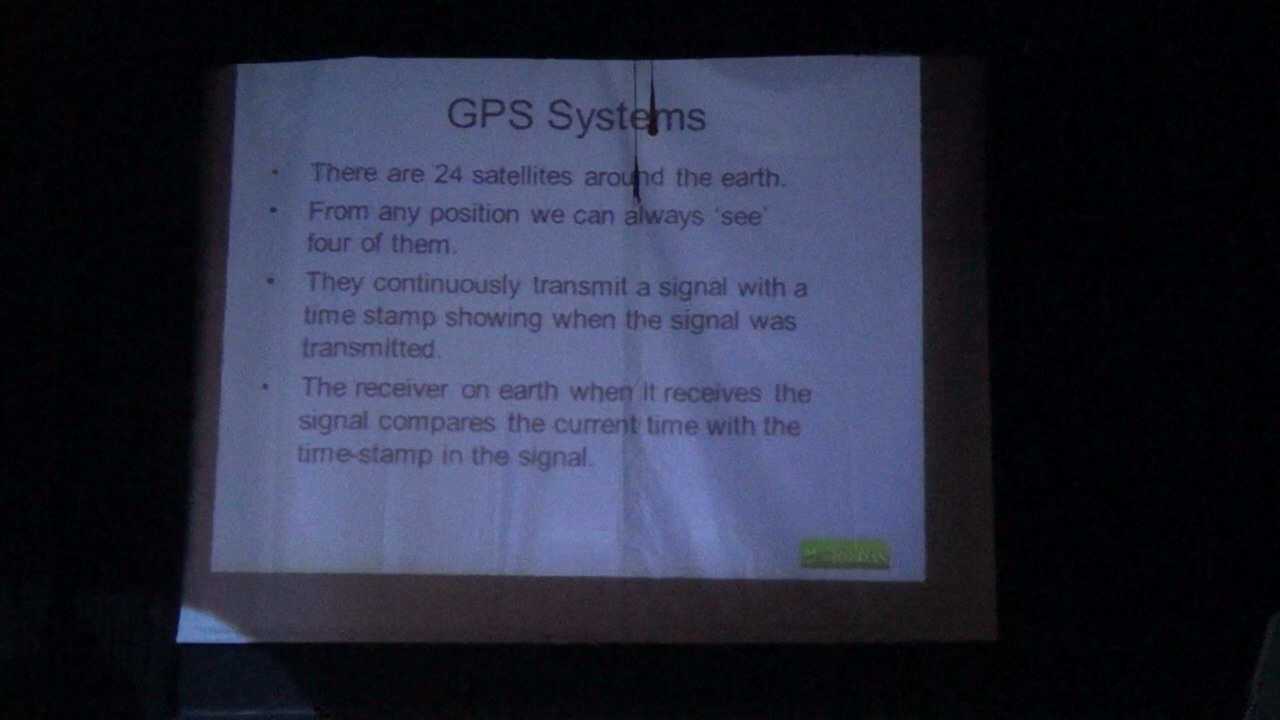 GPS Systems
• There are 24 satellites around the earth.
• From any position we can always ‘see’
four of them.
• They continuously transmit a signal with a
time stamp showing when the signal was
transmitted.
• The receiver on earth when it receives the
signal compares the current time with the
time-stamp in the signal.